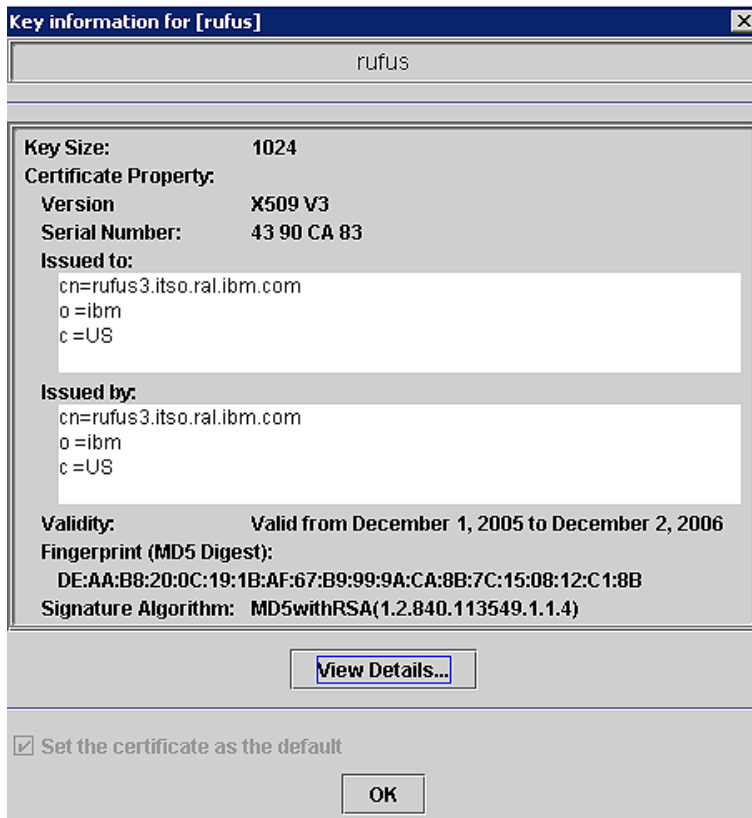 Key information for [rufus]
rufus
Key Size: 1024
Certificate Property:
Version X509 V3
Serial Number: 43 90 CA 83
Issued to:
cn=rufus3.itso.ral.ibm.com
o =ibm
c =US
Issued by:
cn=rufus3.itso.ral.ibm.com
o =ibm
c =US
Validity: Valid from December 1, 2005 to December 2, 2006
Fingerprint (MD5 Digest):
DE:AA:B8:20:0C:19:1B:AF:67:B9:99:9A:CA:8B:7C:15:08:12:C1:8B
Signature Algorithm: MD5withRSA(1.2.840.113549.1.1.4)
View Details...
Set the certificate as the default
OK